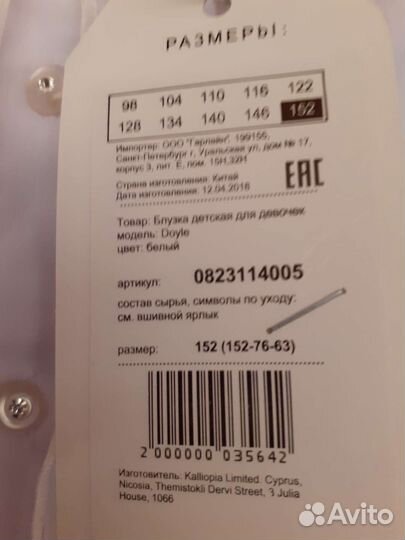 РАЗМЕРЫ:
98 104 110 116 122
128 134 140 146 152
Импортер: ООО "Гарлайн", 199155,
Санкт-Петербург г, Уральская ул, дом № 17,
корпус 3, лит. Е, пом. 15Н,32Н
Страна изготовления: Китай
Дата изготовления: 12.04.2016
EAC
Товар: Блузка детская для девочек
модель: Doyle
цвет: белый
артикул: 0823114005
состав сырья, символы по уходу:
см. вшивной ярлык
размер: 152 (152-76-63)
2 000000 035642
Изготовитель: Kalliopia Limited. Cyprus,
Nicosia, Themistokli Dervi Street, 3 Julia
House, 1066
Avito